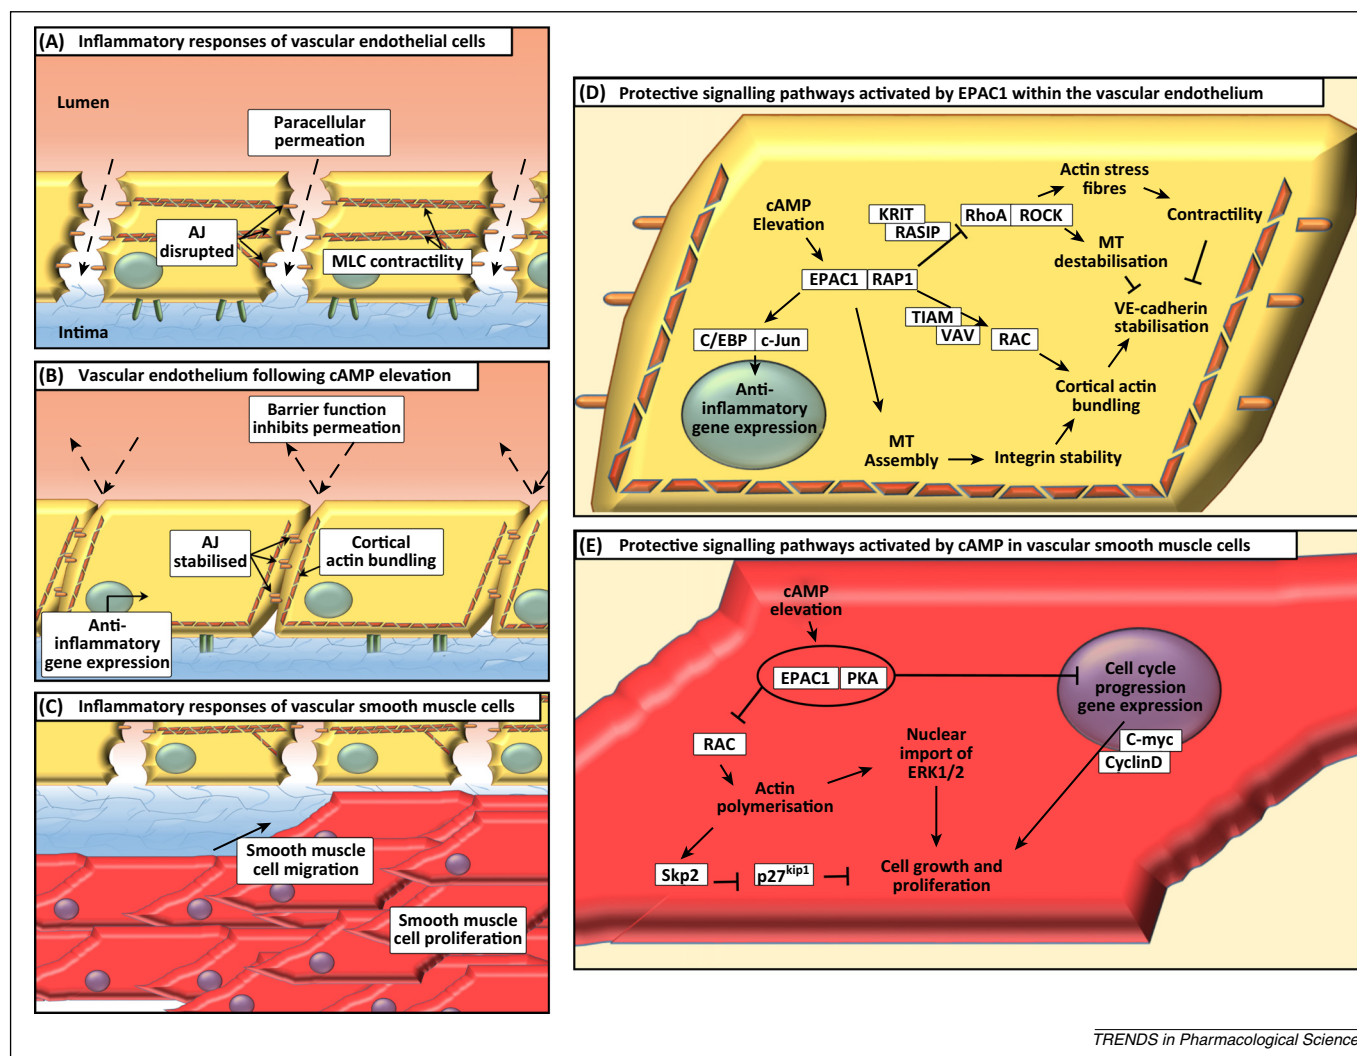 (A) Inflammatory responses of vascular endothelial cells
Lumen
Paracellular
permeation
AJ
disrupted
MLC contractility
Intima
(B) Vascular endothelium following cAMP elevation
Barrier function
inhibits permeation
AJ
stabilised
Cortical
actin bundling
Anti-
inflammatory
gene expression
(C) Inflammatory responses of vascular smooth muscle cells
Smooth muscle
cell migration
Smooth muscle
cell proliferation
(D) Protective signalling pathways activated by EPAC1 within the vascular endothelium
cAMP
Elevation
KRIT
RASIP
RhoA ROCK
Actin stress
fibres
Contractility
MT
destabilisation
EPAC1 RAP1
VE-cadherin
stabilisation
TIAM
VAV
RAC
C/EBP c-Jun
Anti-
inflammatory
gene expression
Cortical actin
bundling
MT
Assembly
Integrin stability
(E) Protective signalling pathways activated by cAMP in vascular smooth muscle cells
cAMP
elevation
EPAC1 PKA
Cell cycle
progression
gene expression
C-myc
CyclinD
RAC
Nuclear
import of
ERK1/2
Actin
polymerisation
Skp2
p27kip1
Cell growth and
proliferation
TRENDS in Pharmacological Science